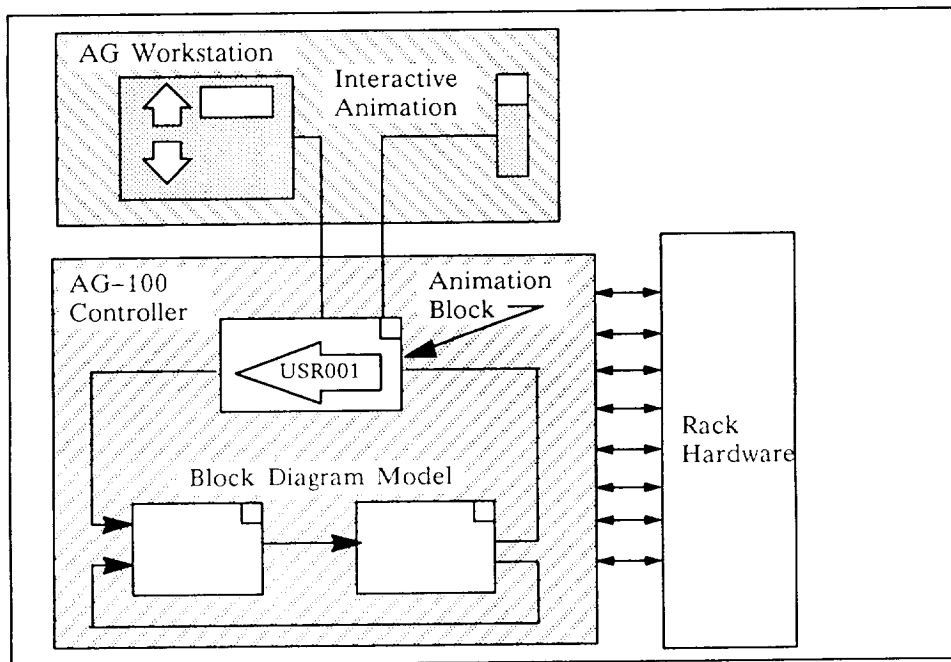 AG Workstation
Interactive
Animation
AG-100
Controller
Animation
Block
USR001
Block Diagram Model
Rack
Hardware